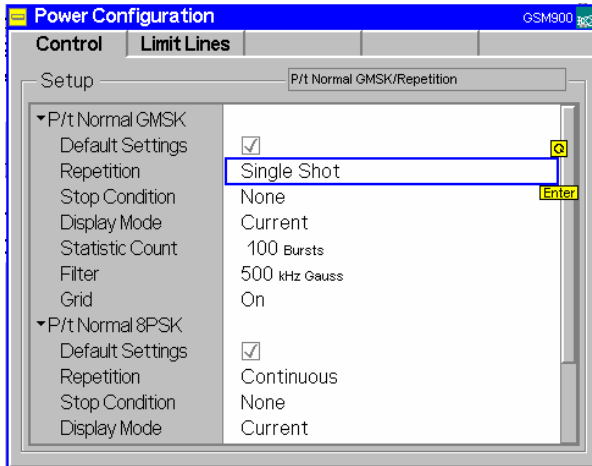 Power Configuration GSM900
Control Limit Lines
Setup P/t Normal GMSK/Repetition
P/t Normal GMSK
Default Settings
Repetition Single Shot
Enter
Stop Condition None
Display Mode Current
Statistic Count 100 Bursts
Filter 500 kHz Gauss
Grid On
P/t Normal 8PSK
Default Settings
Repetition Continuous
Stop Condition None
Display Mode Current